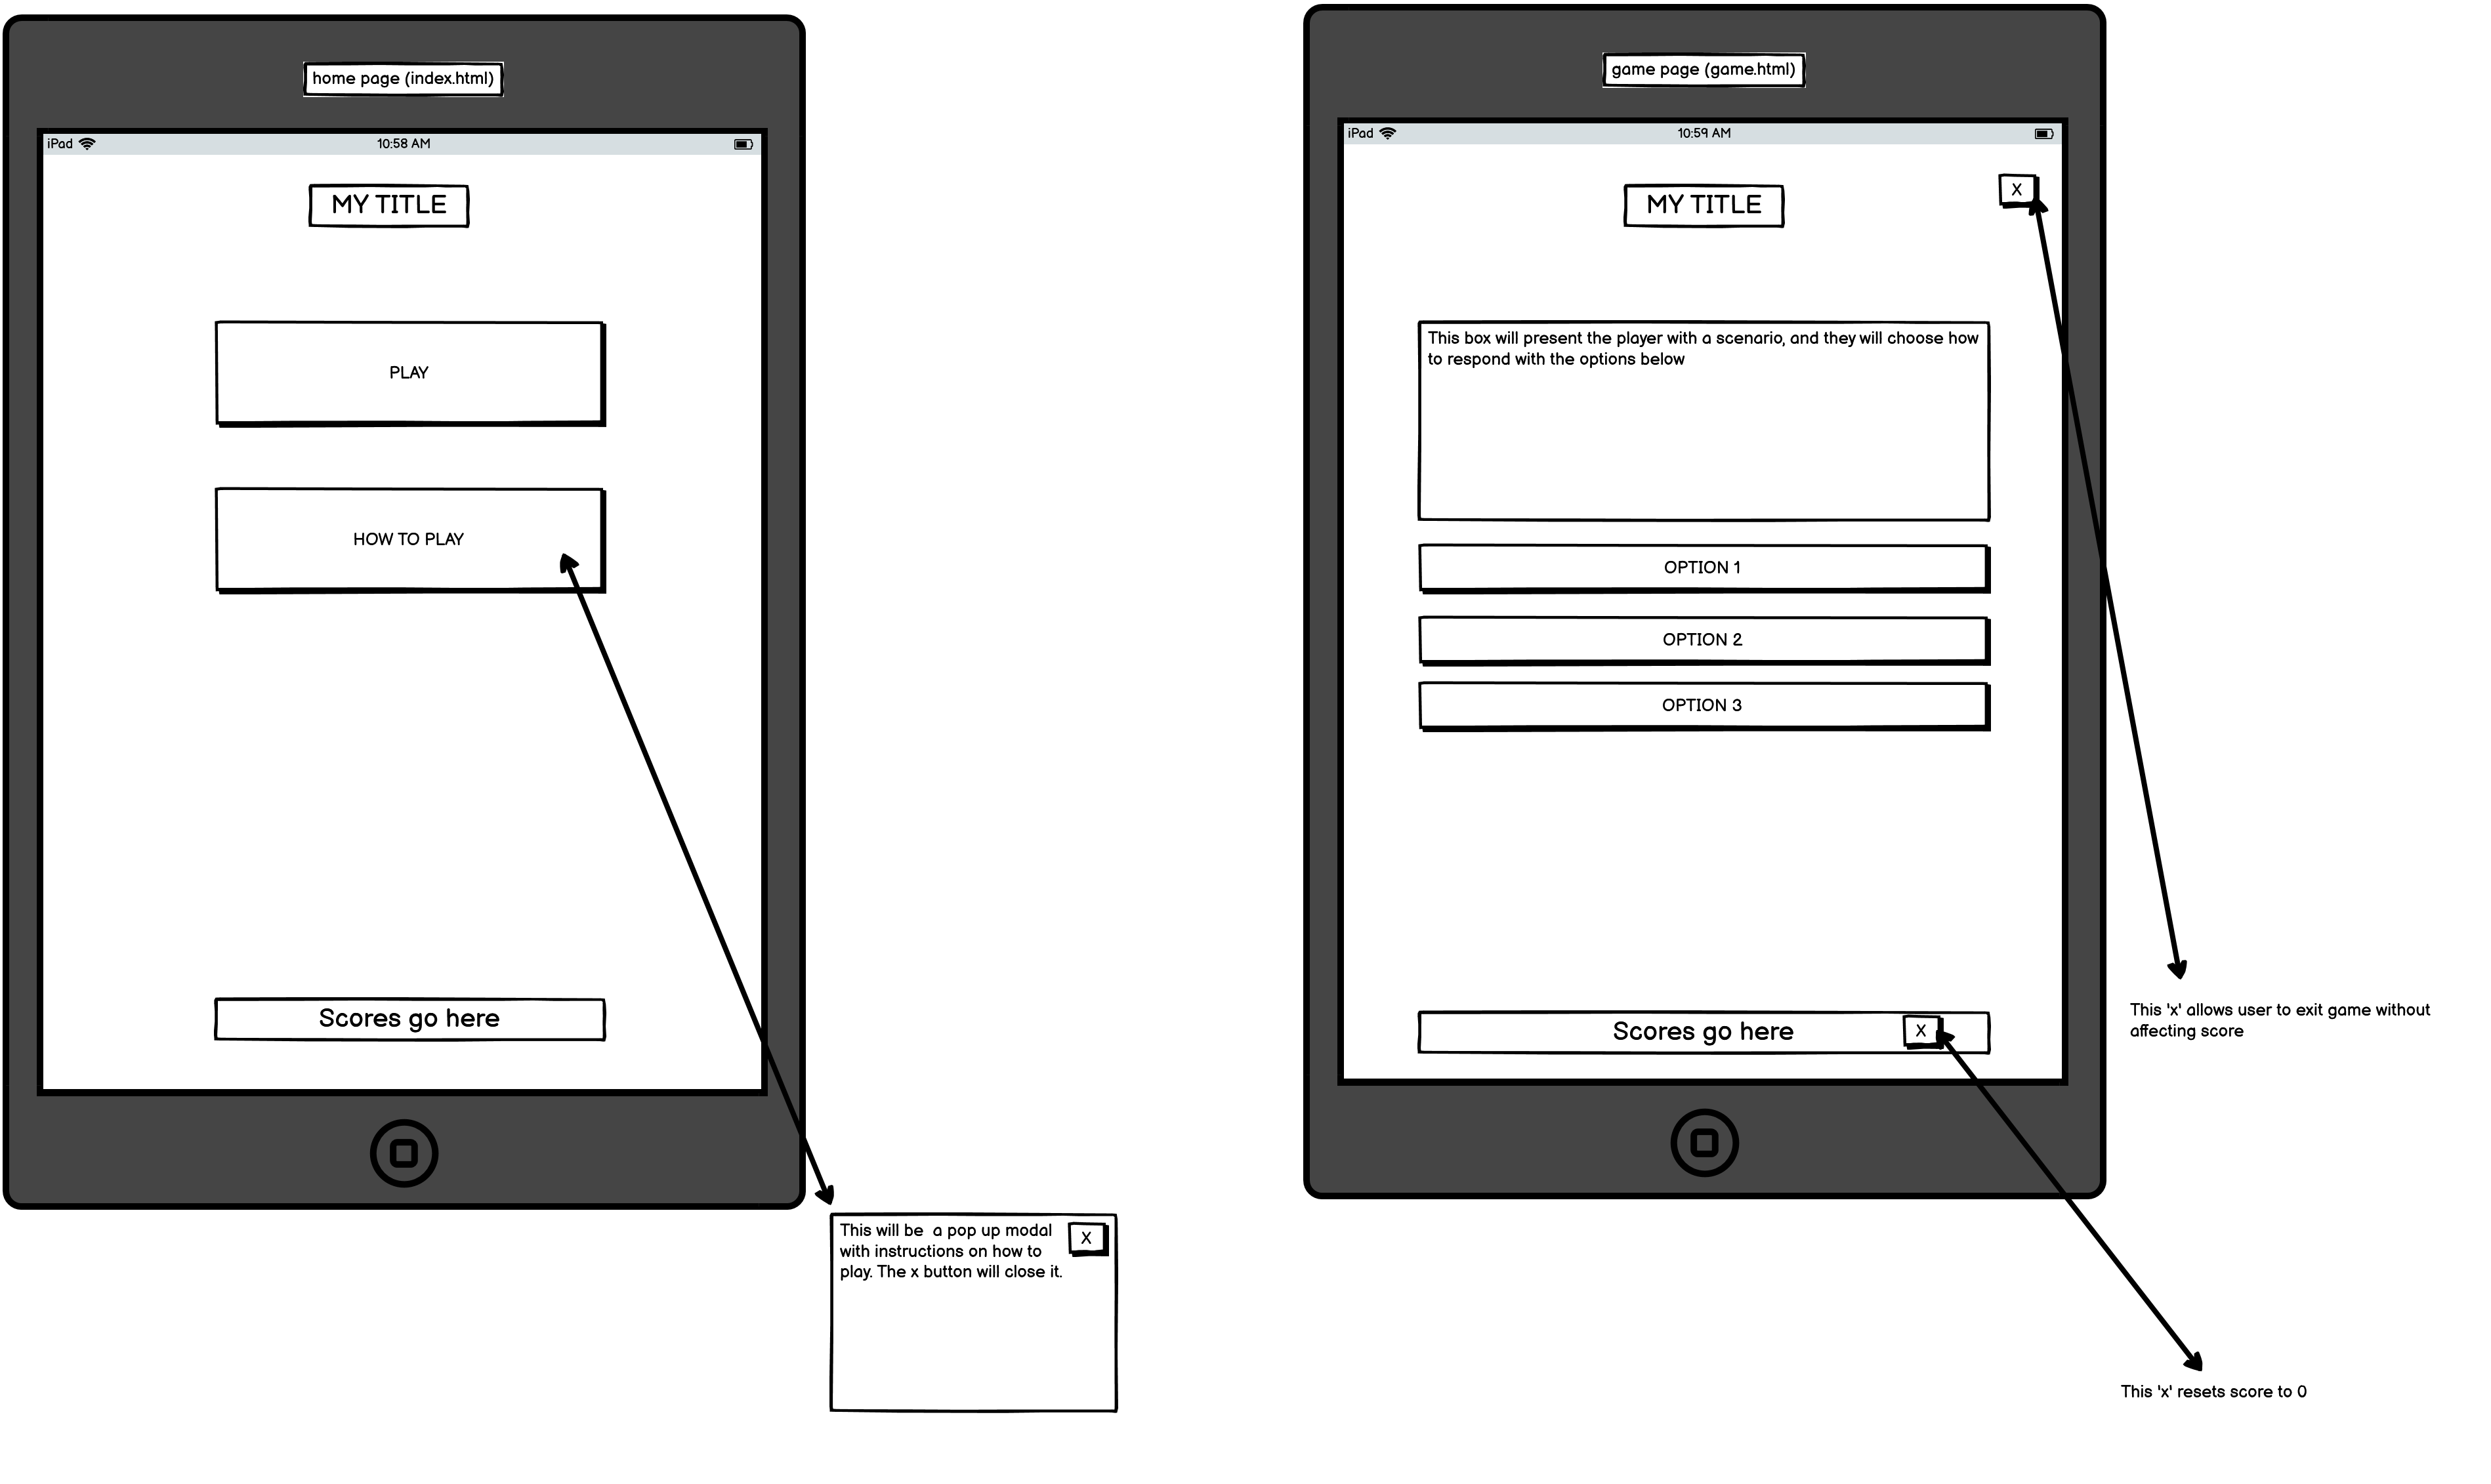 home page (index.html)
iPad
10:58 AM
MY TITLE
PLAY
HOW TO PLAY
Scores go here
This will be  a pop up modal
with instructions on how to
play. The x button will close it.
X
game page (game.html)
iPad
10:59 AM
X
MY TITLE
This box will present the player with a scenario, and they will choose how
to respond with the options below
OPTION 1
OPTION 2
OPTION 3
Scores go here
X
This 'x' allows user to exit game without
affecting score
This 'x' resets score to 0